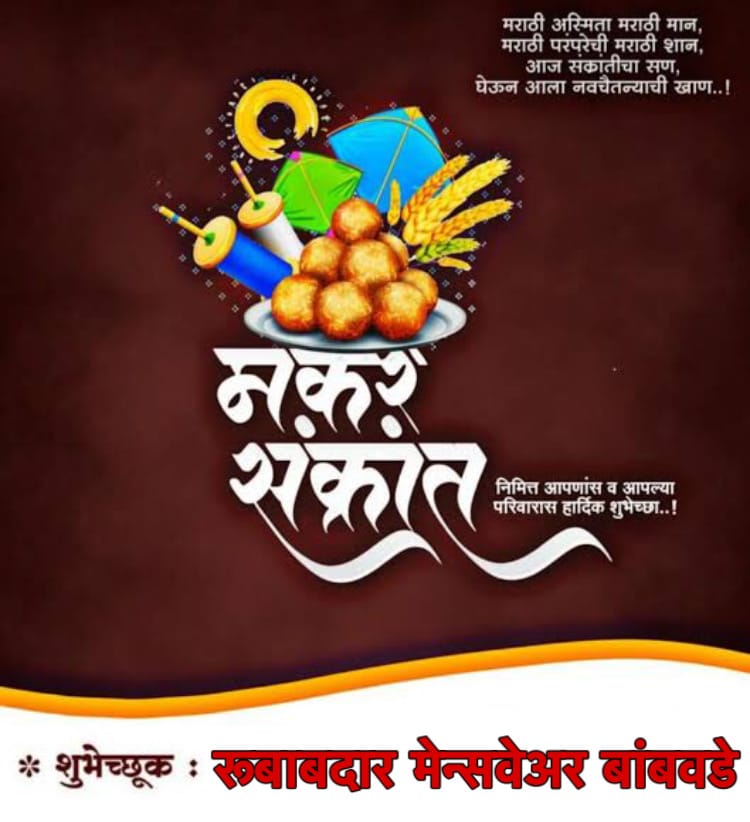 मराठी अस्मिता मराठी मान,
मराठी परंपरेची मराठी शान,
आज संक्रांतीचा सण,
घेऊन आला नवचैतन्याची खाण..!
मकर
संक्रांत
निमित्त आपणांस व आपल्या
परिवारास हार्दिक शुभेच्छा..!
* शुभेच्छूक : रूबाबदार मेन्सवेअर बांबवडे